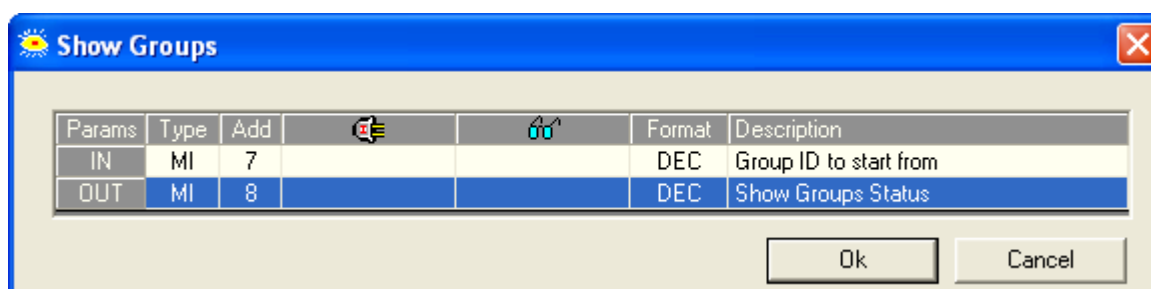 Show Groups
Params Type Add Format Description
IN MI 7 DEC Group ID to start from
OUT MI 8 DEC Show Groups Status
Ok Cancel